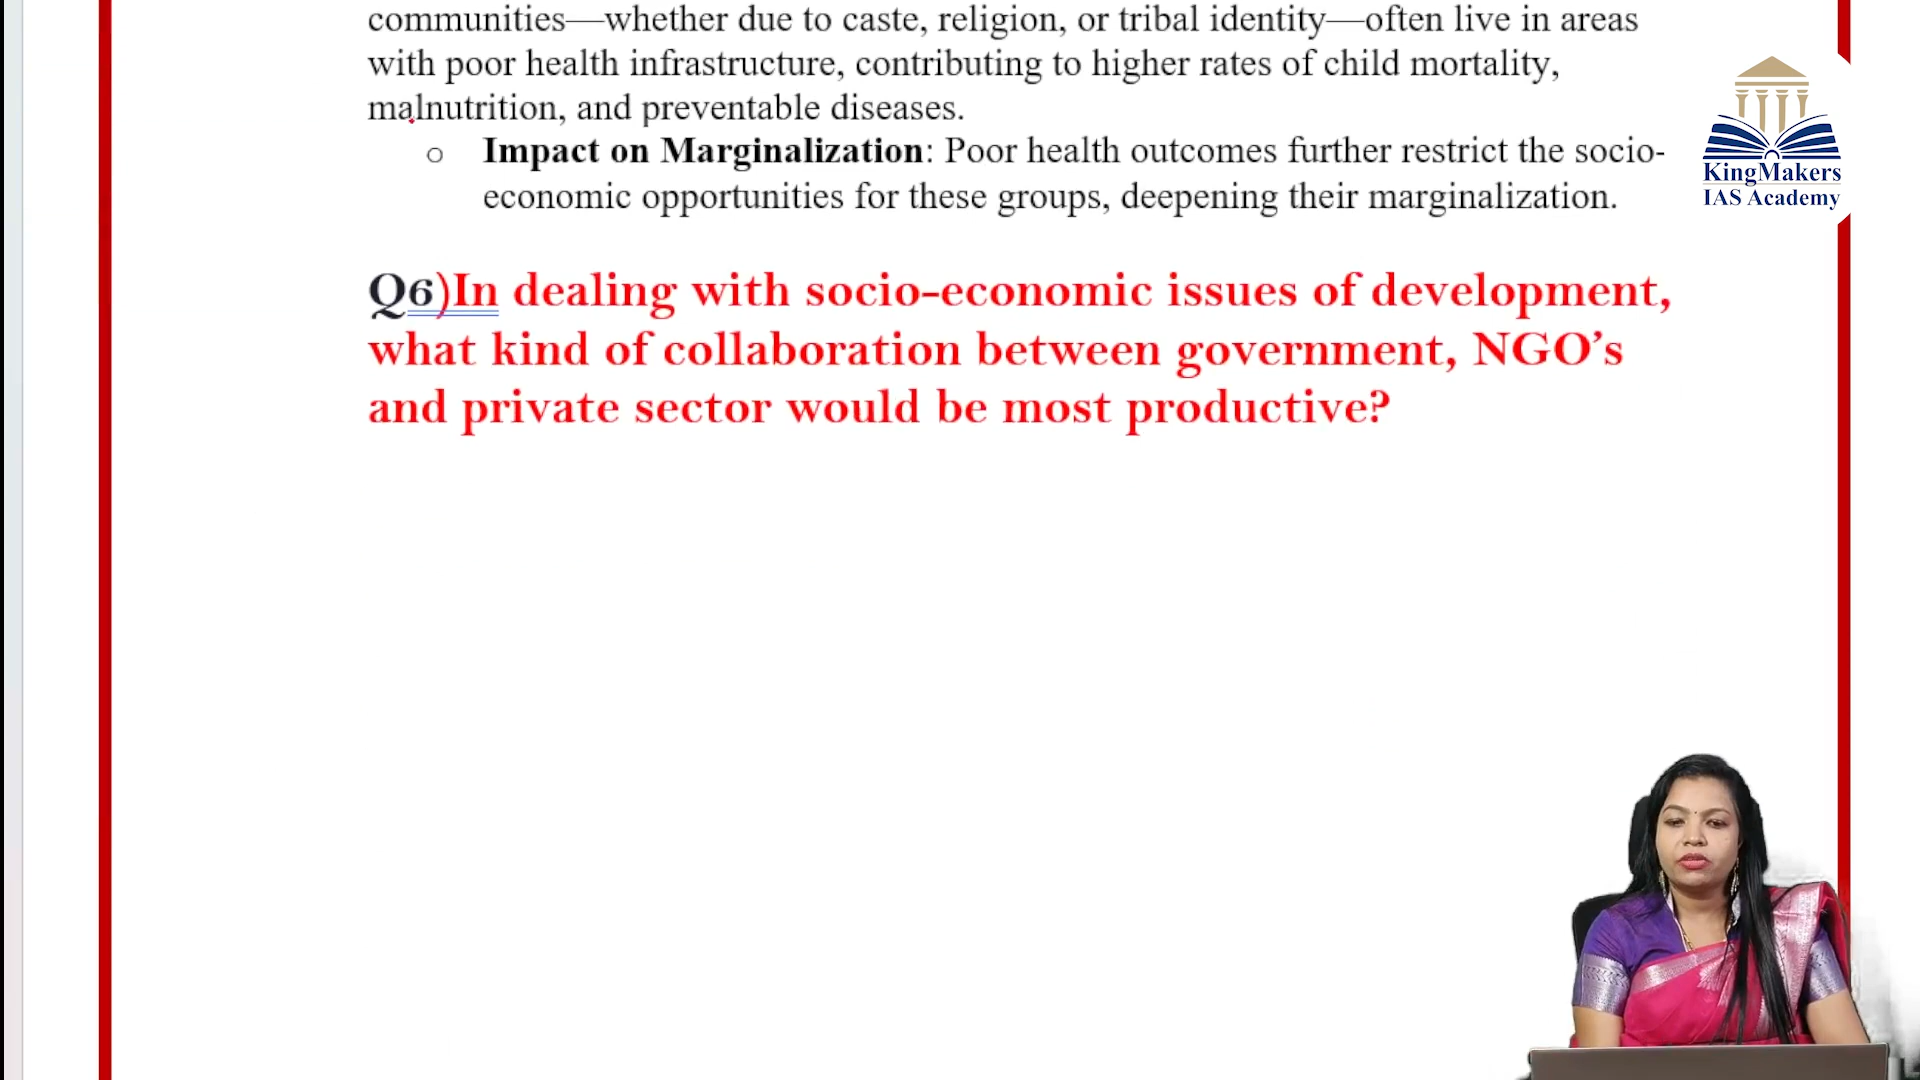 communities—whether due to caste, religion, or tribal identity—often live in areas
with poor health infrastructure, contributing to higher rates of child mortality,
malnutrition, and preventable diseases.
o Impact on Marginalization: Poor health outcomes further restrict the socio-
economic opportunities for these groups, deepening their marginalization.
KingMakers
IAS Academy
Q6)In dealing with socio-economic issues of development,
what kind of collaboration between government, NGO’s
and private sector would be most productive?